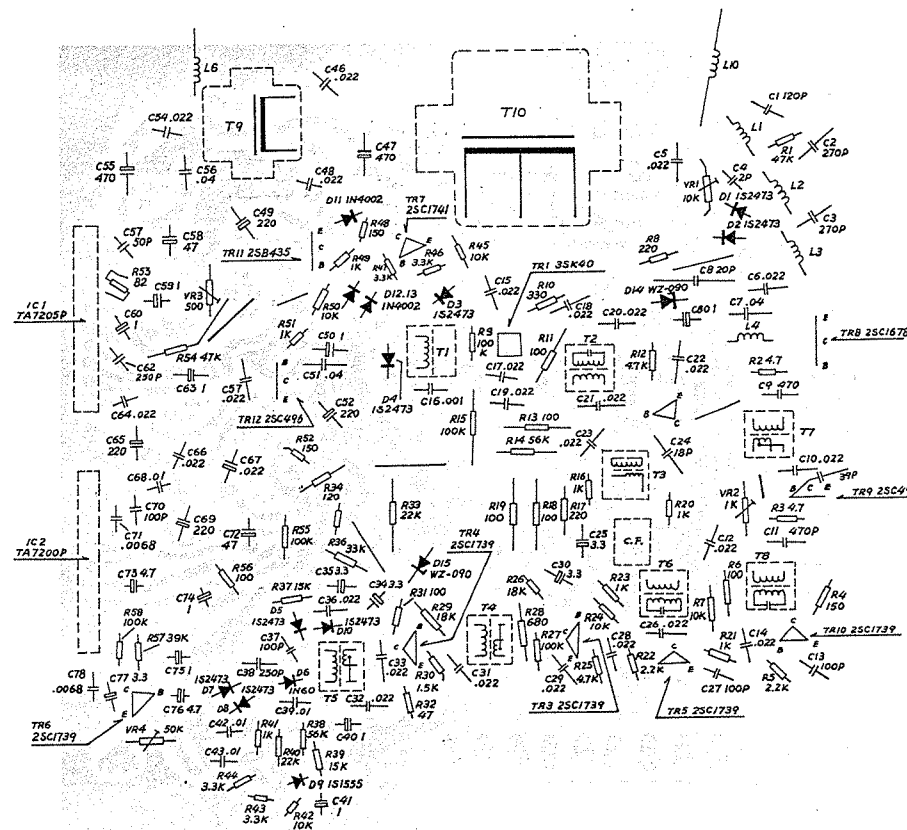 L6
C46
.022
L10
T9
T10
C54 .022
C1 120P
L1
R1
47K
C2
270P
C55
470
C56
.04
C47
470
C48
.022
C5
.022
C4
2P
VR1
10K
D1 1S2473
L2
D2 1S2473
C3
270P
L3
D11 1N4002
TR7
2SC1741
C49
220
R48
150
C57
50P
C58
47
TR11 2SB435
E
C
B
R49
1K
R47
3.3K
C
E
B
R46
3.3K
R45
10K
R8
220
C8 20P
C6 .022
R53
82
C59 1
VR3
500
R50
10K
D12.13
1N4002
D3
1S2473
C15
.022
TR1 3SK40
R10
330
C18
.022
D14 WZ-090
C20 .022
C80 1
C7 .04
L4
IC1
TA7205P
C60
1
R51
1K
C50 1
T1
R9
100
K
R11
100
T2
R12
4.7K
C22
.022
E
C
B
TR8 2SC1678
C62
250P
R54 47K
C63 1
C57
.022
B
C
E
C51 .04
D4
1S2473
C16 .001
C17 .022
R2 4.7
C9 470
C64 .022
TR12 2SC496
C52
220
R15
100K
C19 .022
C21 .022
R13 100
R14 56K
C23
.022
E
B
C
C24
18P
T7
C65
220
C66
.022
C67
.022
R52
150
R34
120
T3
C10 .022
39P
B
C
E
TR9 2SC49
C68 .01
C70
100P
C69
220
C72
47
R55
100K
R33
22K
R19
100
R18
100
R17
220
R16
1K
R20
1K
VR2
1K
R3 4.7
C11 470P
IC2
TA7200P
C71
.0068
R36
33K
TR4
2SC1739
C25
3.3
C.F.
C12
.022
C73 4.7
R56
100
C35 3.3
D15
WZ-090
C34 3.3
C30
3.3
T6
T8
R6
100
C74
1
R37 15K
C36 .022
R31 100
R29
18K
R26
18K
R23
1K
R24
10K
C26 .022
R7
10K
R4
150
R58
100K
R57 39K
D5
1S2473
1S2473
D10
C37
100P
B
C
E
T4
R28
680
R27
100K
B
C
E
C28
.022
R21
1K
C14
.022
TR10 2SC1739
C75 1
C38 250P
T5
C33
.022
R30
1.5K
C31
.022
C29
.022
R25
4.7K
R22
2.2K
E
B
C
C27 100P
R5
2.2K
C13
100P
C78
.0068
C77 3.3
C
B
E
C76 4.7
1S2473
D7
1S2473
D8
D6
1N60
C39 .01
C32 .022
R32
47
TR3 2SC1739
TR5 2SC1739
TR6
2SC1739
VR4
50K
C42 .01
R41
1K
R38
56K
C40 1
C43 .01
R40
22K
R39
15K
R44
3.3K
D9 1S1555
R43
3.3K
R42
10K
C41
1